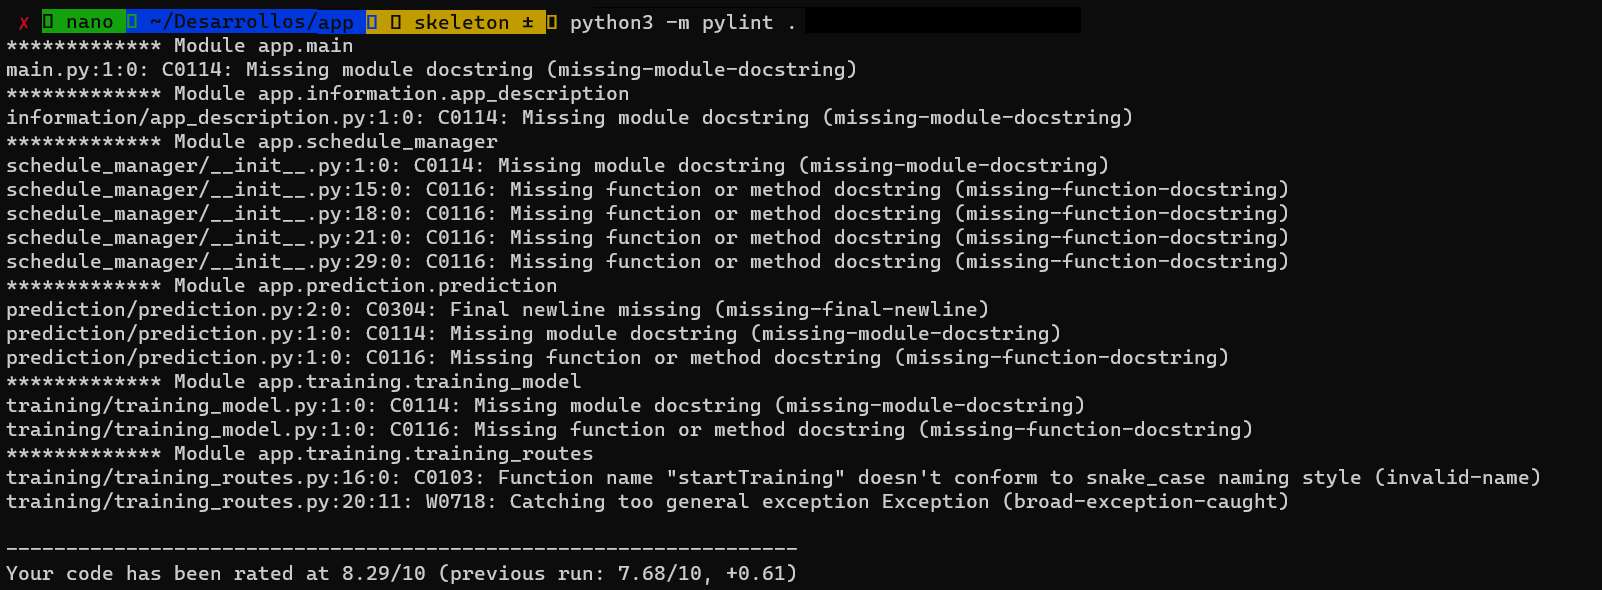 ✗ nano ~/Desarrollos/app skeleton ± python3 -m pylint .
************* Module app.main
main.py:1:0: C0114: Missing module docstring (missing-module-docstring)
************* Module app.information.app_description
information/app_description.py:1:0: C0114: Missing module docstring (missing-module-docstring)
************* Module app.schedule_manager
schedule_manager/__init__.py:1:0: C0114: Missing module docstring (missing-module-docstring)
schedule_manager/__init__.py:15:0: C0116: Missing function or method docstring (missing-function-docstring)
schedule_manager/__init__.py:18:0: C0116: Missing function or method docstring (missing-function-docstring)
schedule_manager/__init__.py:21:0: C0116: Missing function or method docstring (missing-function-docstring)
schedule_manager/__init__.py:29:0: C0116: Missing function or method docstring (missing-function-docstring)
************* Module app.prediction.prediction
prediction/prediction.py:2:0: C0304: Final newline missing (missing-final-newline)
prediction/prediction.py:1:0: C0114: Missing module docstring (missing-module-docstring)
prediction/prediction.py:1:0: C0116: Missing function or method docstring (missing-function-docstring)
************* Module app.training.training_model
training/training_model.py:1:0: C0114: Missing module docstring (missing-module-docstring)
training/training_model.py:1:0: C0116: Missing function or method docstring (missing-function-docstring)
************* Module app.training.training_routes
training/training_routes.py:16:0: C0103: Function name "startTraining" doesn't conform to snake_case naming style (invalid-name)
training/training_routes.py:20:11: W0718: Catching too general exception Exception (broad-exception-caught)
------------------------------------------------------------------
Your code has been rated at 8.29/10 (previous run: 7.68/10, +0.61)